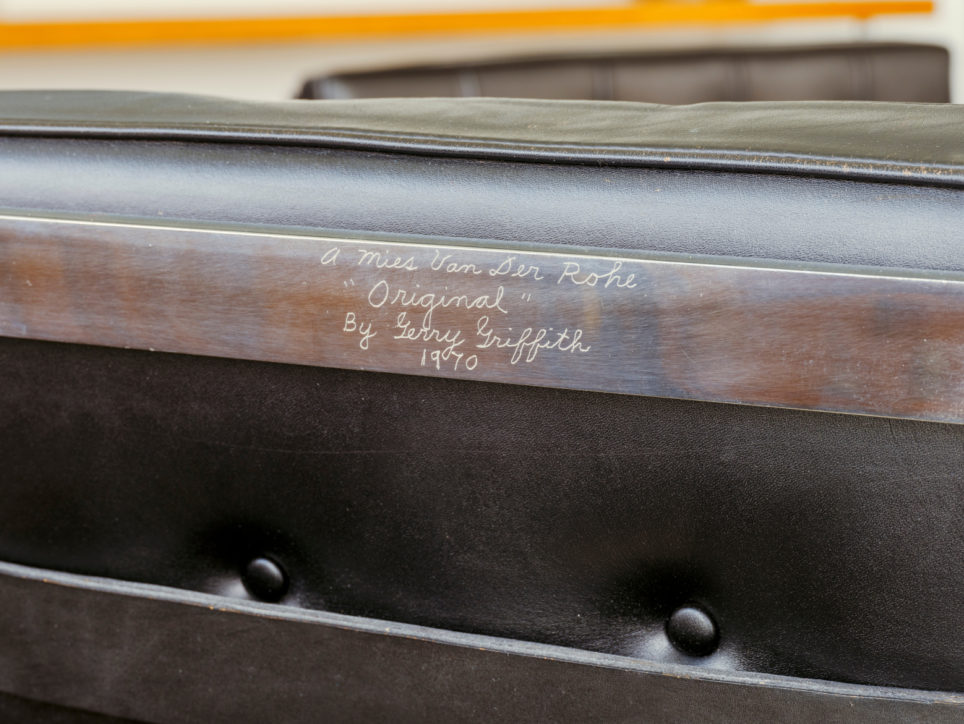 A Mies Van Der Rohe
"Original"
By Gerry Griffith
1970